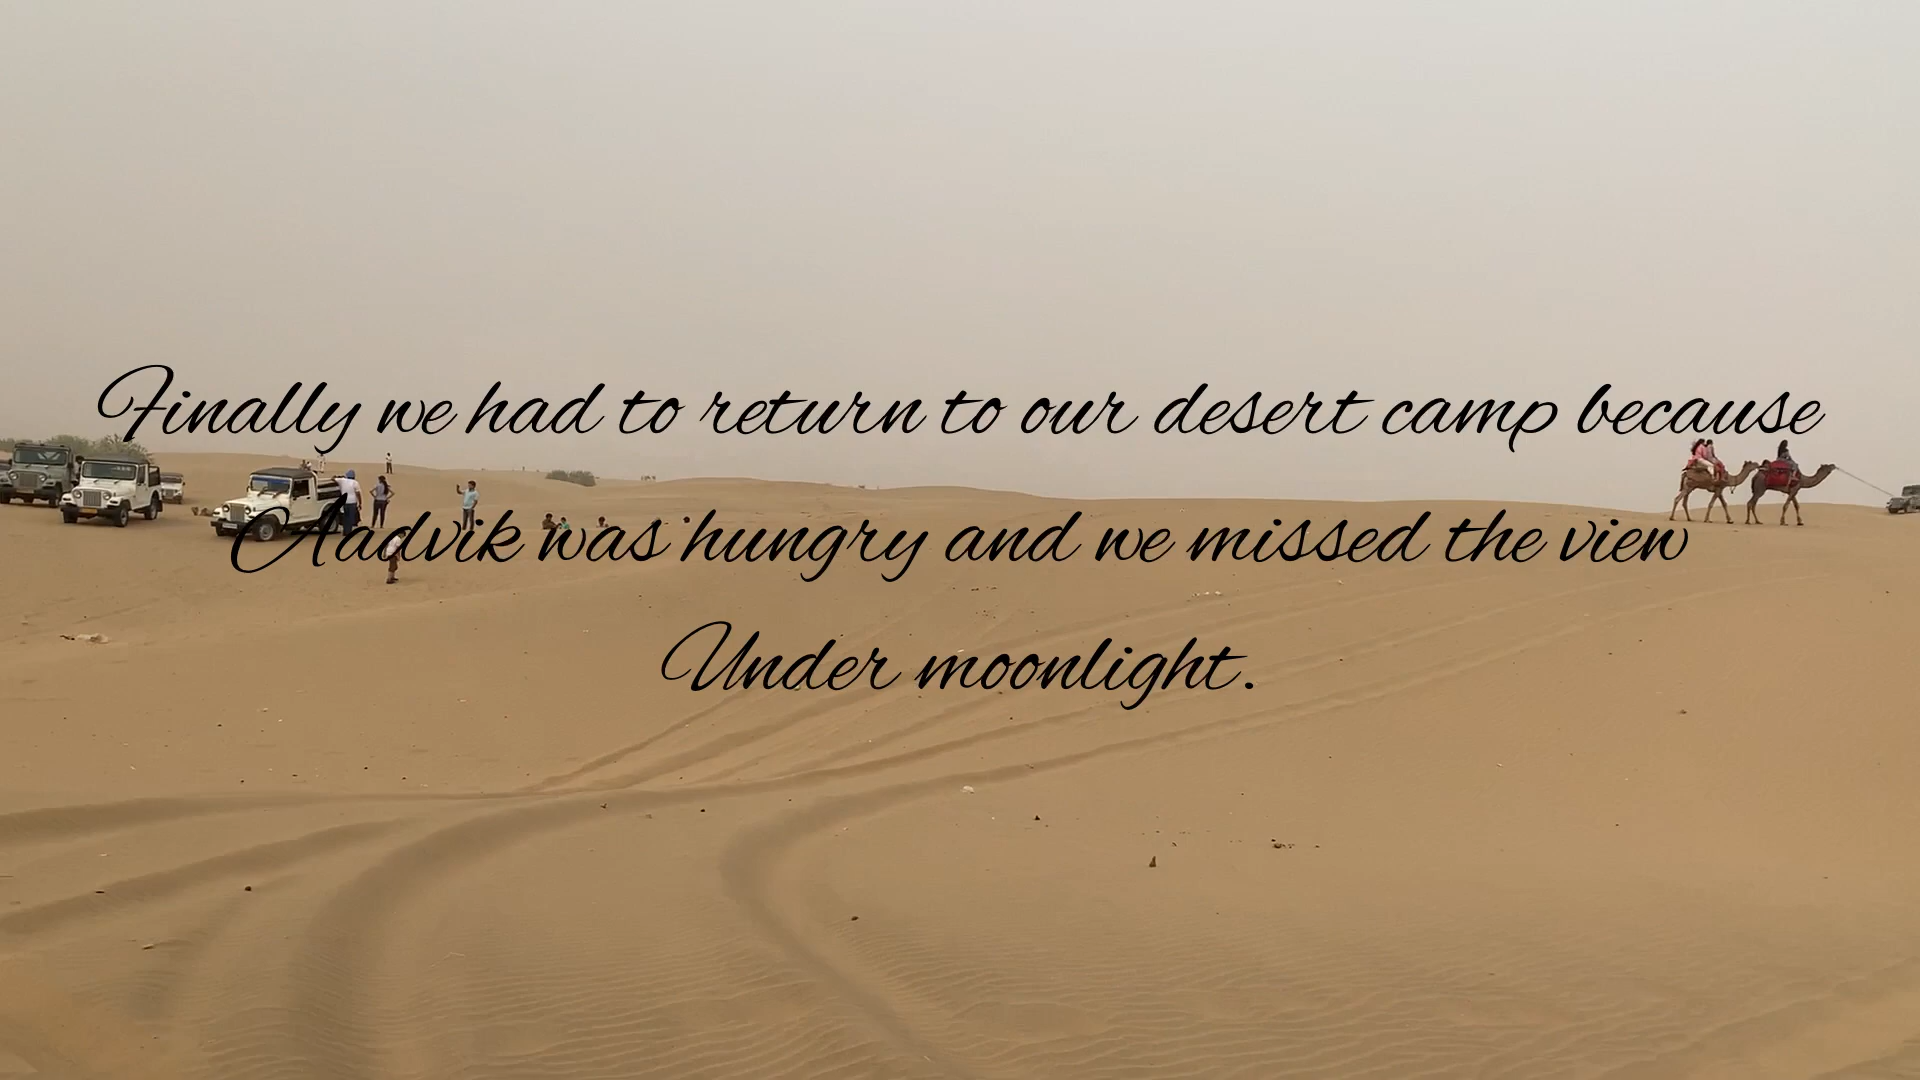 Finally we had to return to our desert camp because
Aadvik was hungry and we missed the view
Under moonlight.